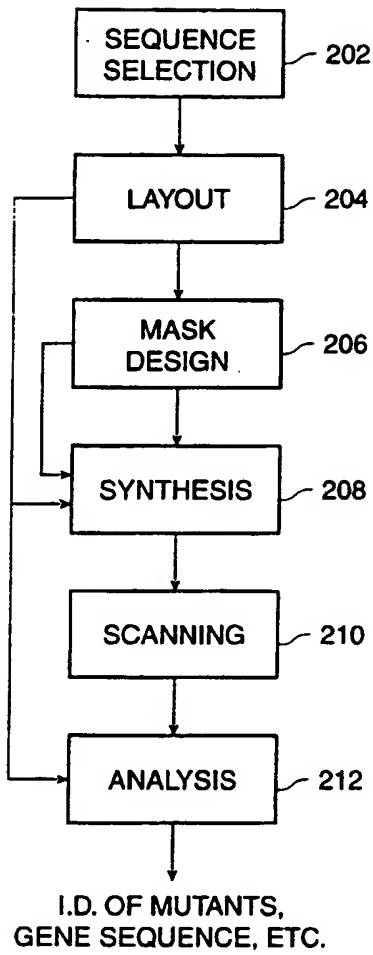 SEQUENCE
SELECTION
202
LAYOUT
204
MASK
DESIGN
206
SYNTHESIS
208
SCANNING
210
ANALYSIS
212
I.D. OF MUTANTS,
GENE SEQUENCE, ETC.